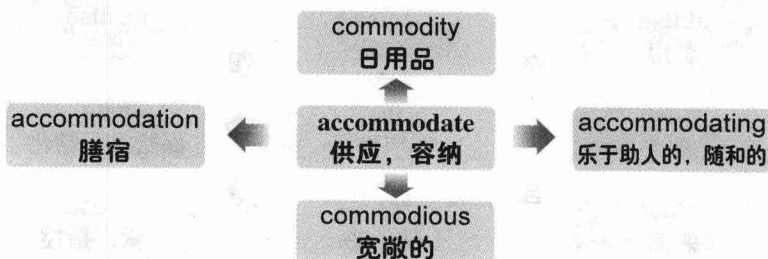 commodity
日用品
accommodation
膳宿
accommodate
供应，容纳
accommodating
乐于助人的，随和的
commodious
宽敞的